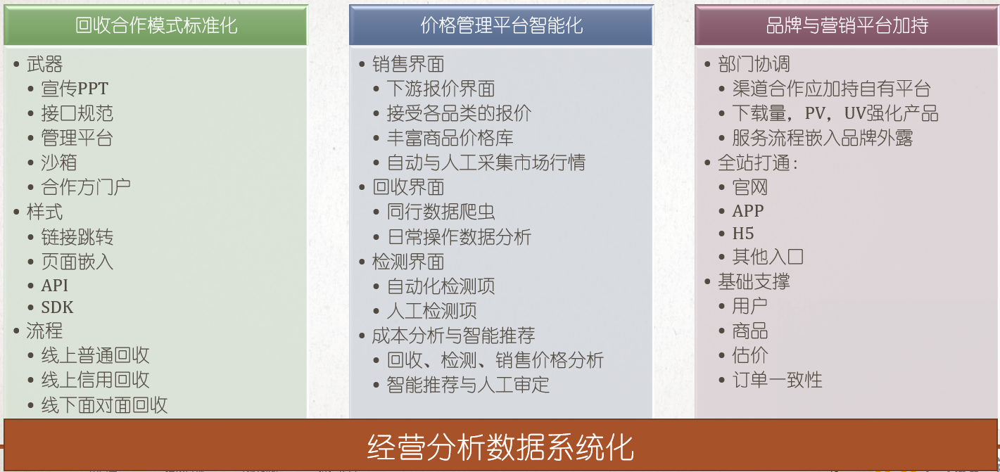 回收合作模式标准化
• 武器
• 宣传PPT
• 接口规范
• 管理平台
• 沙箱
• 合作方门户
• 样式
• 链接跳转
• 页面嵌入
• API
• SDK
• 流程
• 线上普通回收
• 线上信用回收
• 线下面对面回收
价格管理平台智能化
• 销售界面
• 下游报价界面
• 接受各品类的报价
• 丰富商品价格库
• 自动与人工采集市场行情
• 回收界面
• 同行数据爬虫
• 日常操作数据分析
• 检测界面
• 自动化检测项
• 人工检测项
• 成本分析与智能推荐
• 回收、检测、销售价格分析
• 智能推荐与人工审定
品牌与营销平台加持
• 部门协调
• 渠道合作应加持自有平台
• 下载量，PV，UV强化产品
• 服务流程嵌入品牌外露
• 全站打通：
• 官网
• APP
• H5
• 其他入口
• 基础支撑
• 用户
• 商品
• 估价
• 订单一致性
经营分析数据系统化